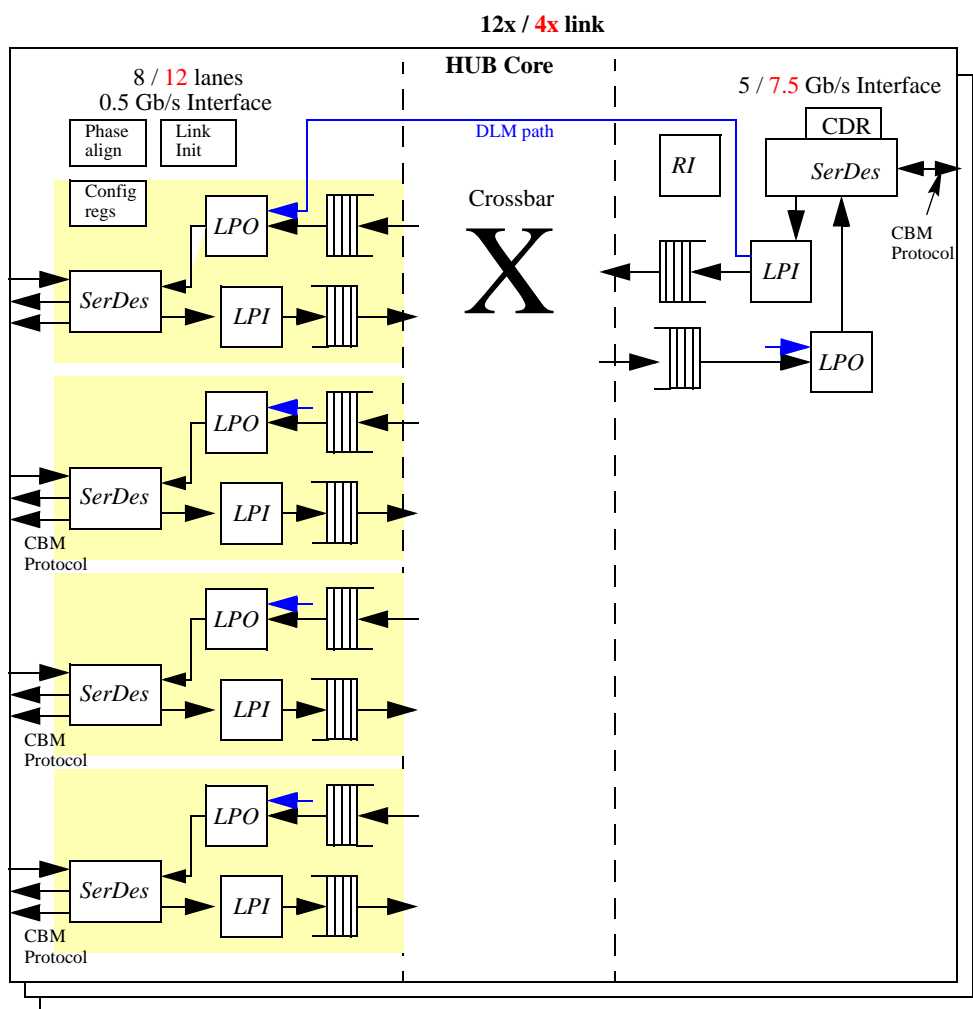 12x / 4x link
HUB Core
8 / 12 lanes
0.5 Gb/s Interface
5 / 7.5 Gb/s Interface
Phase
align
Link
Init
DLM path
CDR
RI
SerDes
Config
regs
LPO
Crossbar
X
CBM
Protocol
SerDes
LPI
LPI
LPO
LPO
SerDes
LPI
CBM
Protocol
LPO
SerDes
LPI
CBM
Protocol
LPO
SerDes
LPI
CBM
Protocol